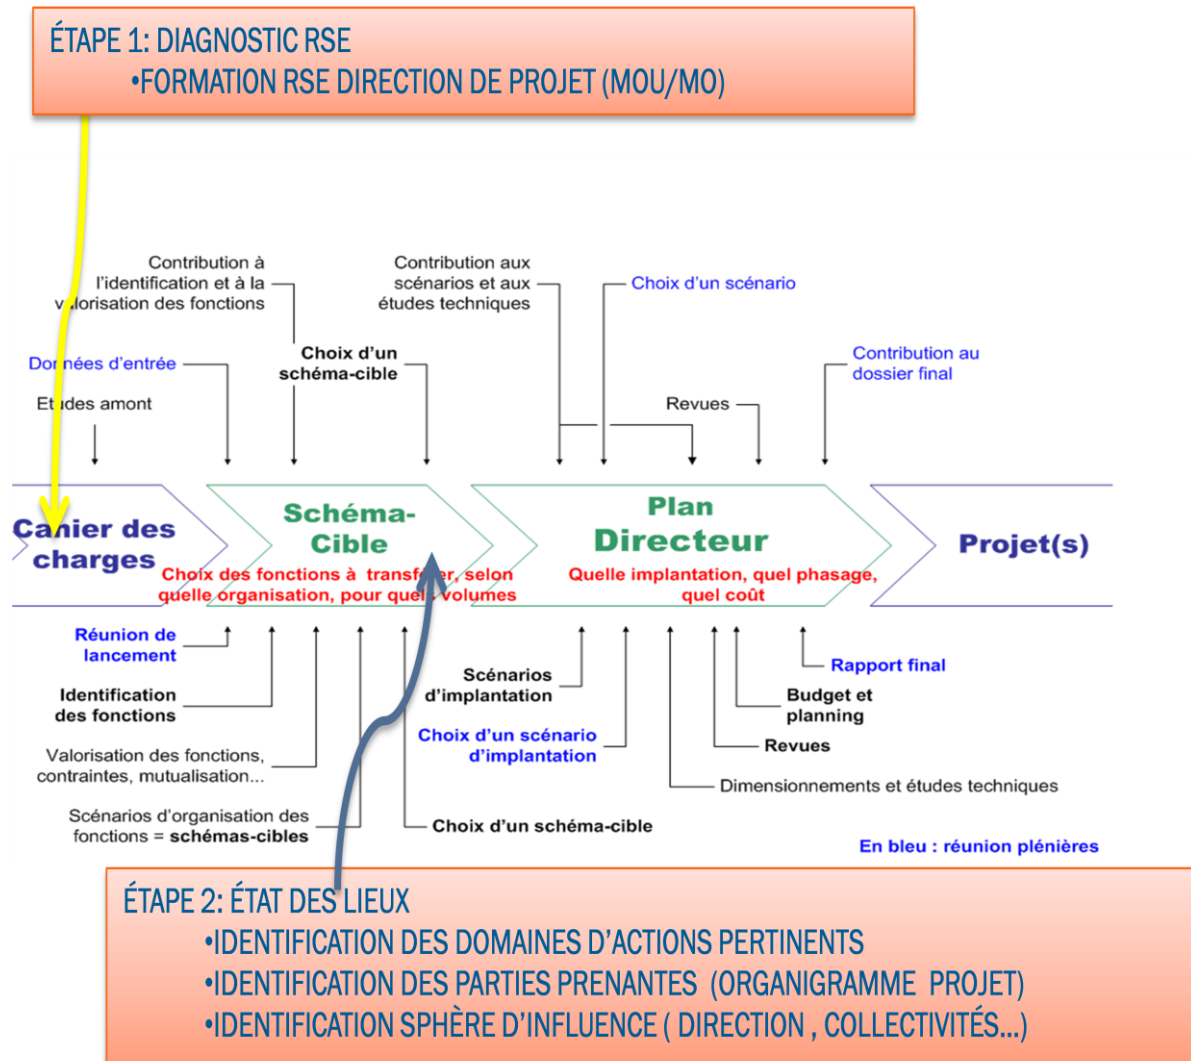 ÉTAPE 1: DIAGNOSTIC RSE
•FORMATION RSE DIRECTION DE PROJET (MOU/MO)
Contribution à
l'identification et à la
valorisation des fonctions
Contribution aux
scénarios et aux
études techniques
Choix d'un scénario
Données d'entrée
Choix d'un
schéma-cible
Contribution au
dossier final
Etudes amont
Revues
Cahier des
charges
Schéma-
Cible
Choix des fonctions à transférer, selon
quelle organisation, pour quels volumes
Plan
Directeur
Quelle implantation, quel phasage,
quel coût
Projet(s)
Réunion de
lancement
Identification
des fonctions
Valorisation des fonctions,
contraintes, mutualisation...
Scénarios d'organisation des
fonctions = schémas-cibles
Choix d'un schéma-cible
Scénarios
d'implantation
Choix d'un scénario
d'implantation
Rapport final
Budget et
planning
Revues
Dimensionnements et études techniques
En bleu : réunion plénières
ÉTAPE 2: ÉTAT DES LIEUX
•IDENTIFICATION DES DOMAINES D'ACTIONS PERTINENTS
•IDENTIFICATION DES PARTIES PRENANTES (ORGANIGRAMME PROJET)
•IDENTIFICATION SPHÈRE D'INFLUENCE ( DIRECTION , COLLECTIVITÉS...)